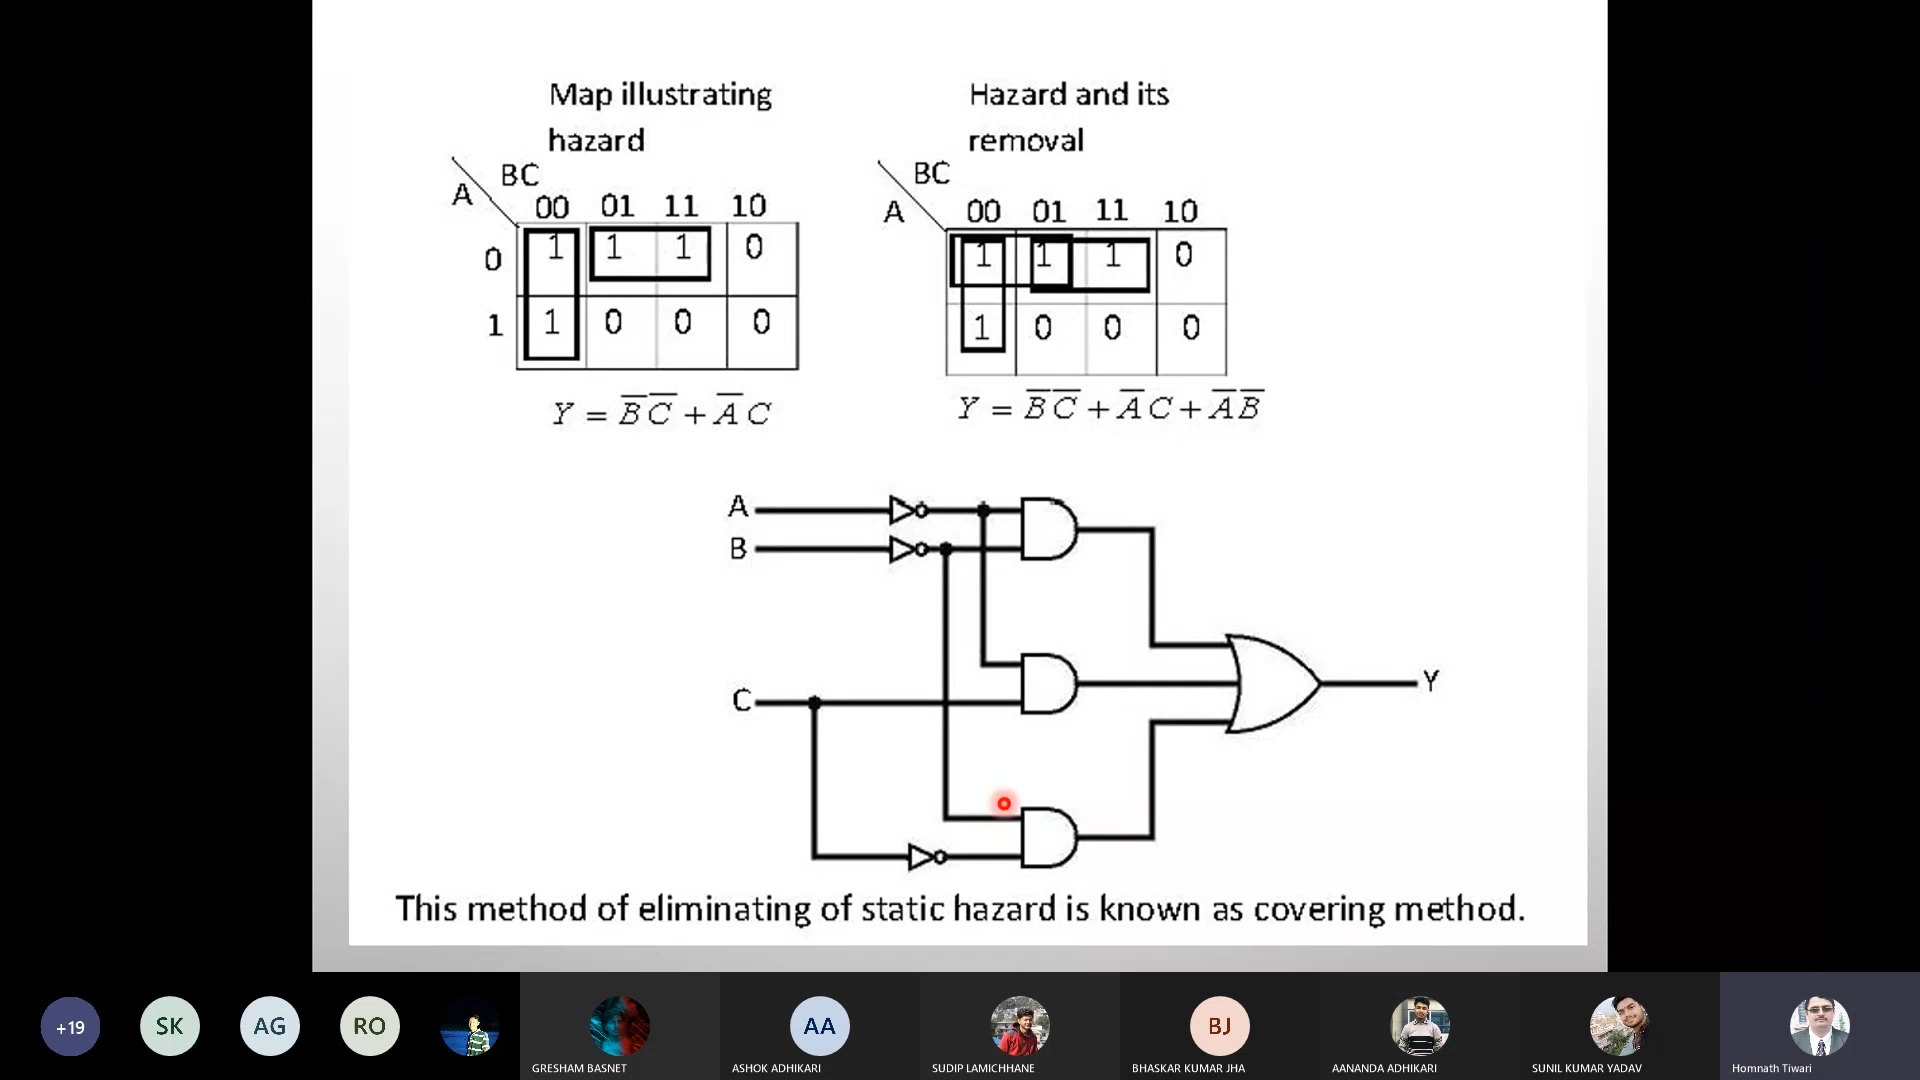 Map illustrating
hazard
BC
A
00 01 11 10
0 1 1 1 0
1 1 0 0 0
Y = B̅ C̅ + A̅ C
Hazard and its
removal
BC
A
00 01 11 10
1 1 1 0
1 0 0 0
Y = B̅ C̅ + A̅ C + A̅ B̅
A
B
C
Y
This method of eliminating of static hazard is known as covering method.
+19
SK
AG
RO
AA
BJ
GRESHAM BASNET
ASHOK ADHIKARI
SUDIP LAMICHHANE
BHASKAR KUMAR JHA
AANANDA ADHIKARI
SUNIL KUMAR YADAV
Homnath Tiwari